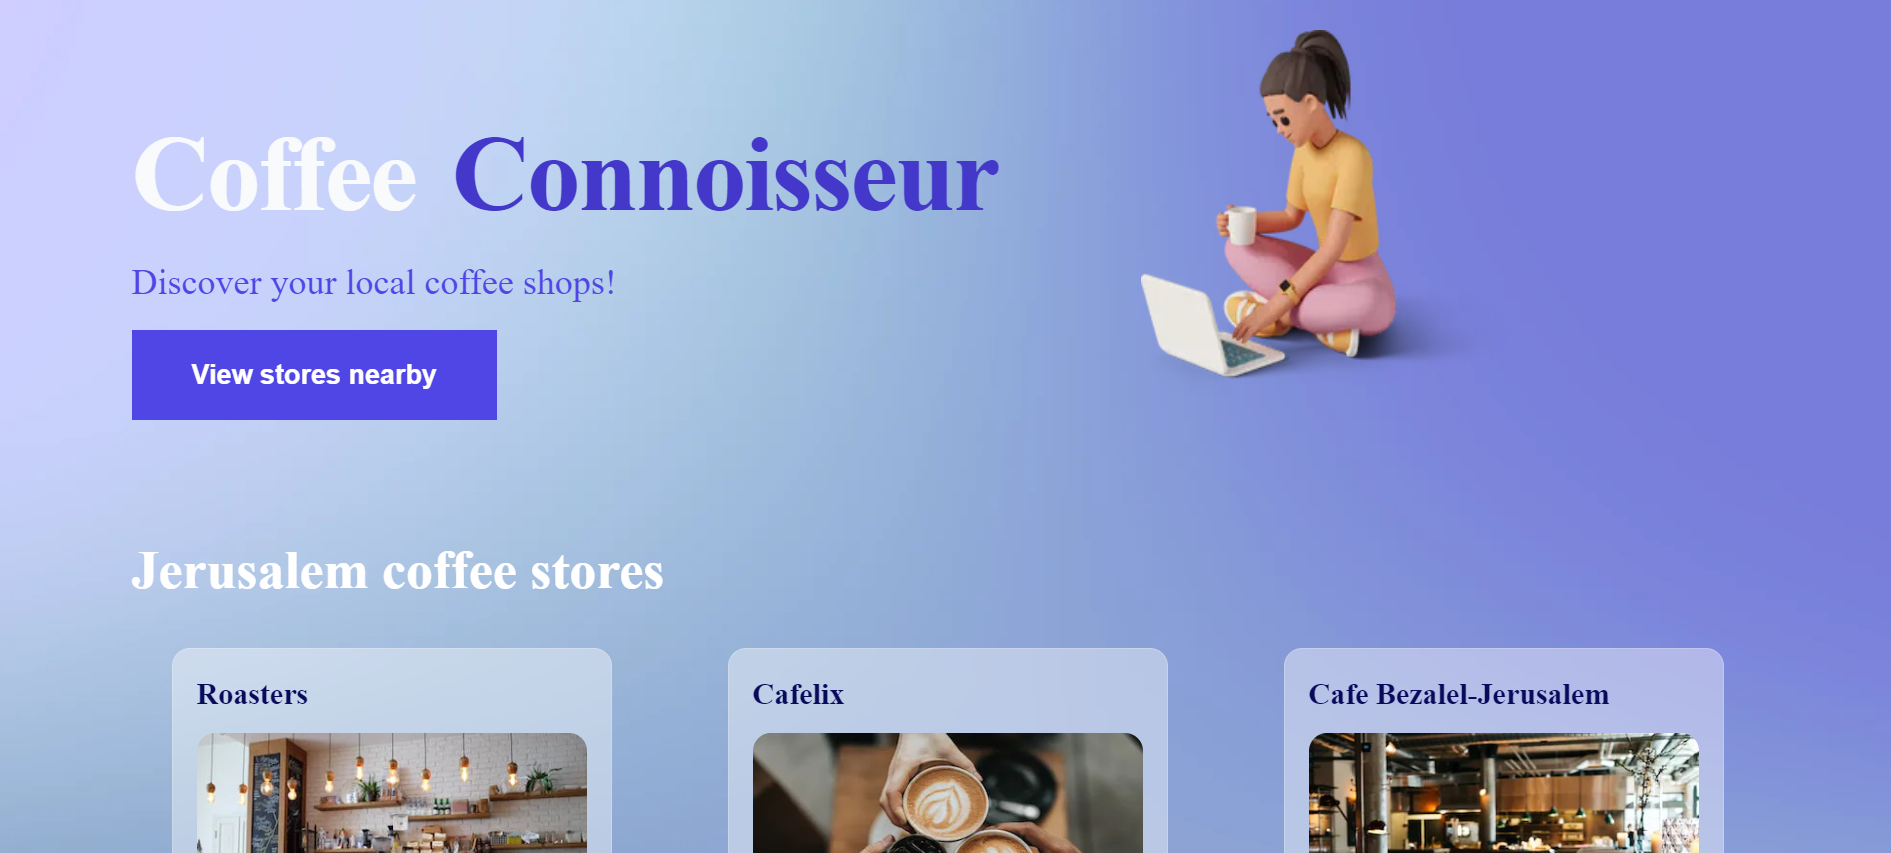 Coffee Connoisseur
Discover your local coffee shops!
View stores nearby
Jerusalem coffee stores
Roasters
Cafelix
Cafe Bezalel-Jerusalem